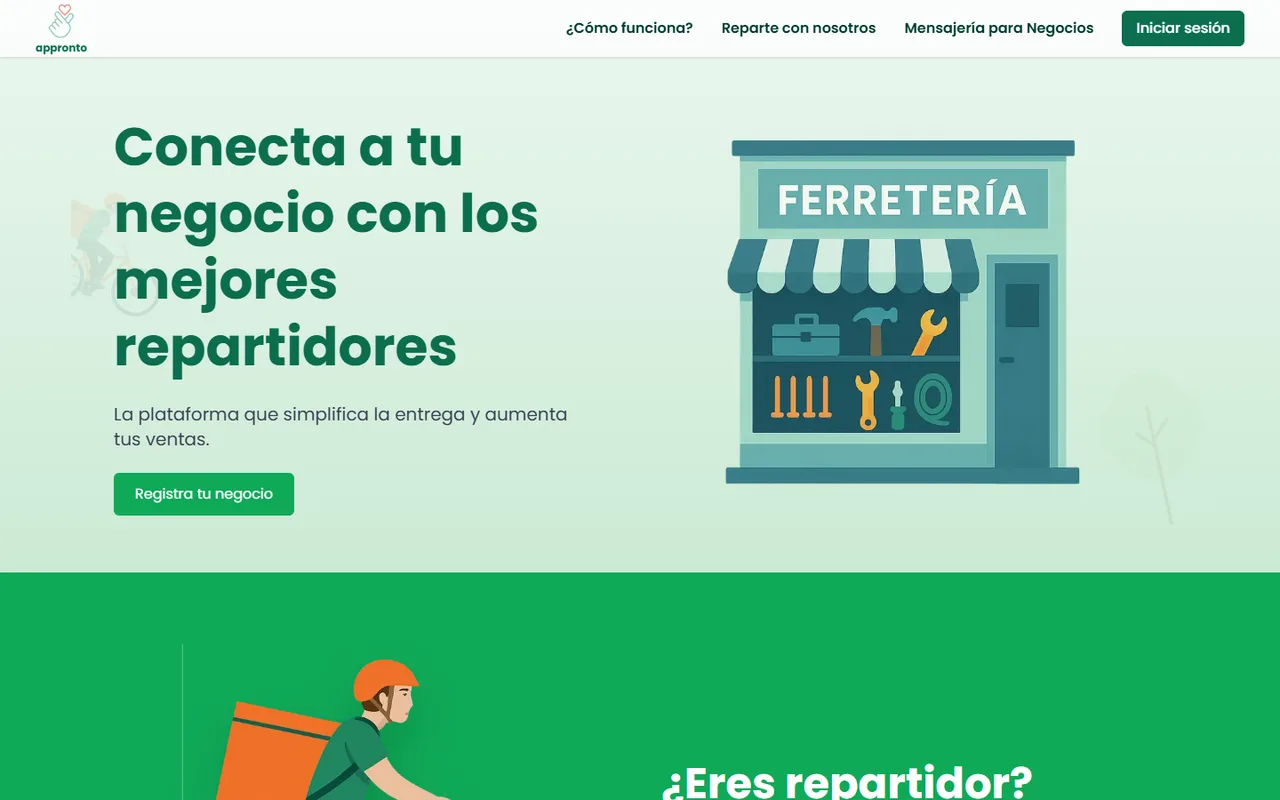 appronto
¿Cómo funciona?
Reparte con nosotros
Mensajería para Negocios
Iniciar sesión
Conecta a tu
negocio con los
mejores
repartidores
La plataforma que simplifica la entrega y aumenta
tus ventas.
Registra tu negocio
FERRETERÍA
¿Eres repartidor?